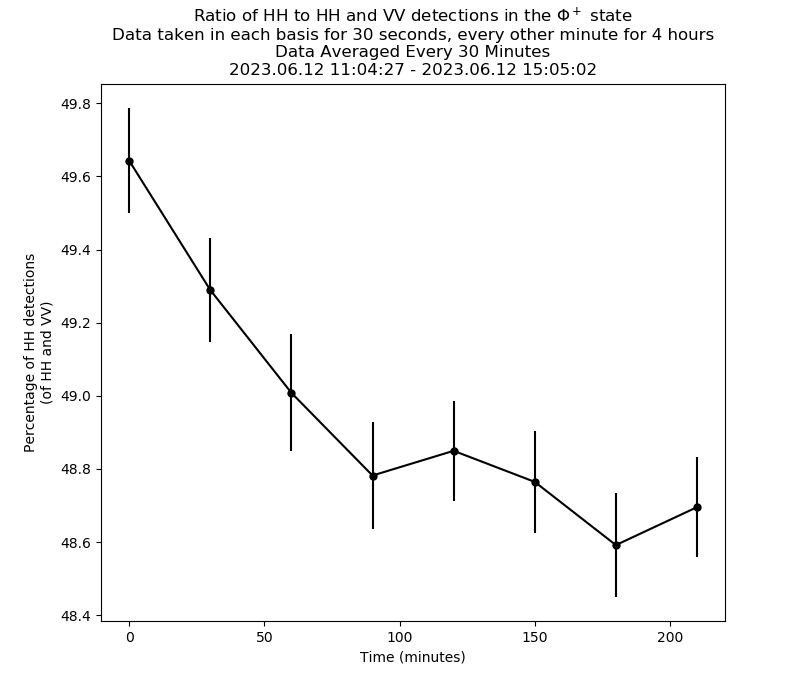 Ratio of HH to HH and VV detections in the Φ⁺ state
Data taken in each basis for 30 seconds, every other minute for 4 hours
Data Averaged Every 30 Minutes
2023.06.12 11:04:27 - 2023.06.12 15:05:02
Percentage of HH detections
(of HH and VV)
49.8
49.6
49.4
49.2
49.0
48.8
48.6
48.4
0 50 100 150 200
Time (minutes)